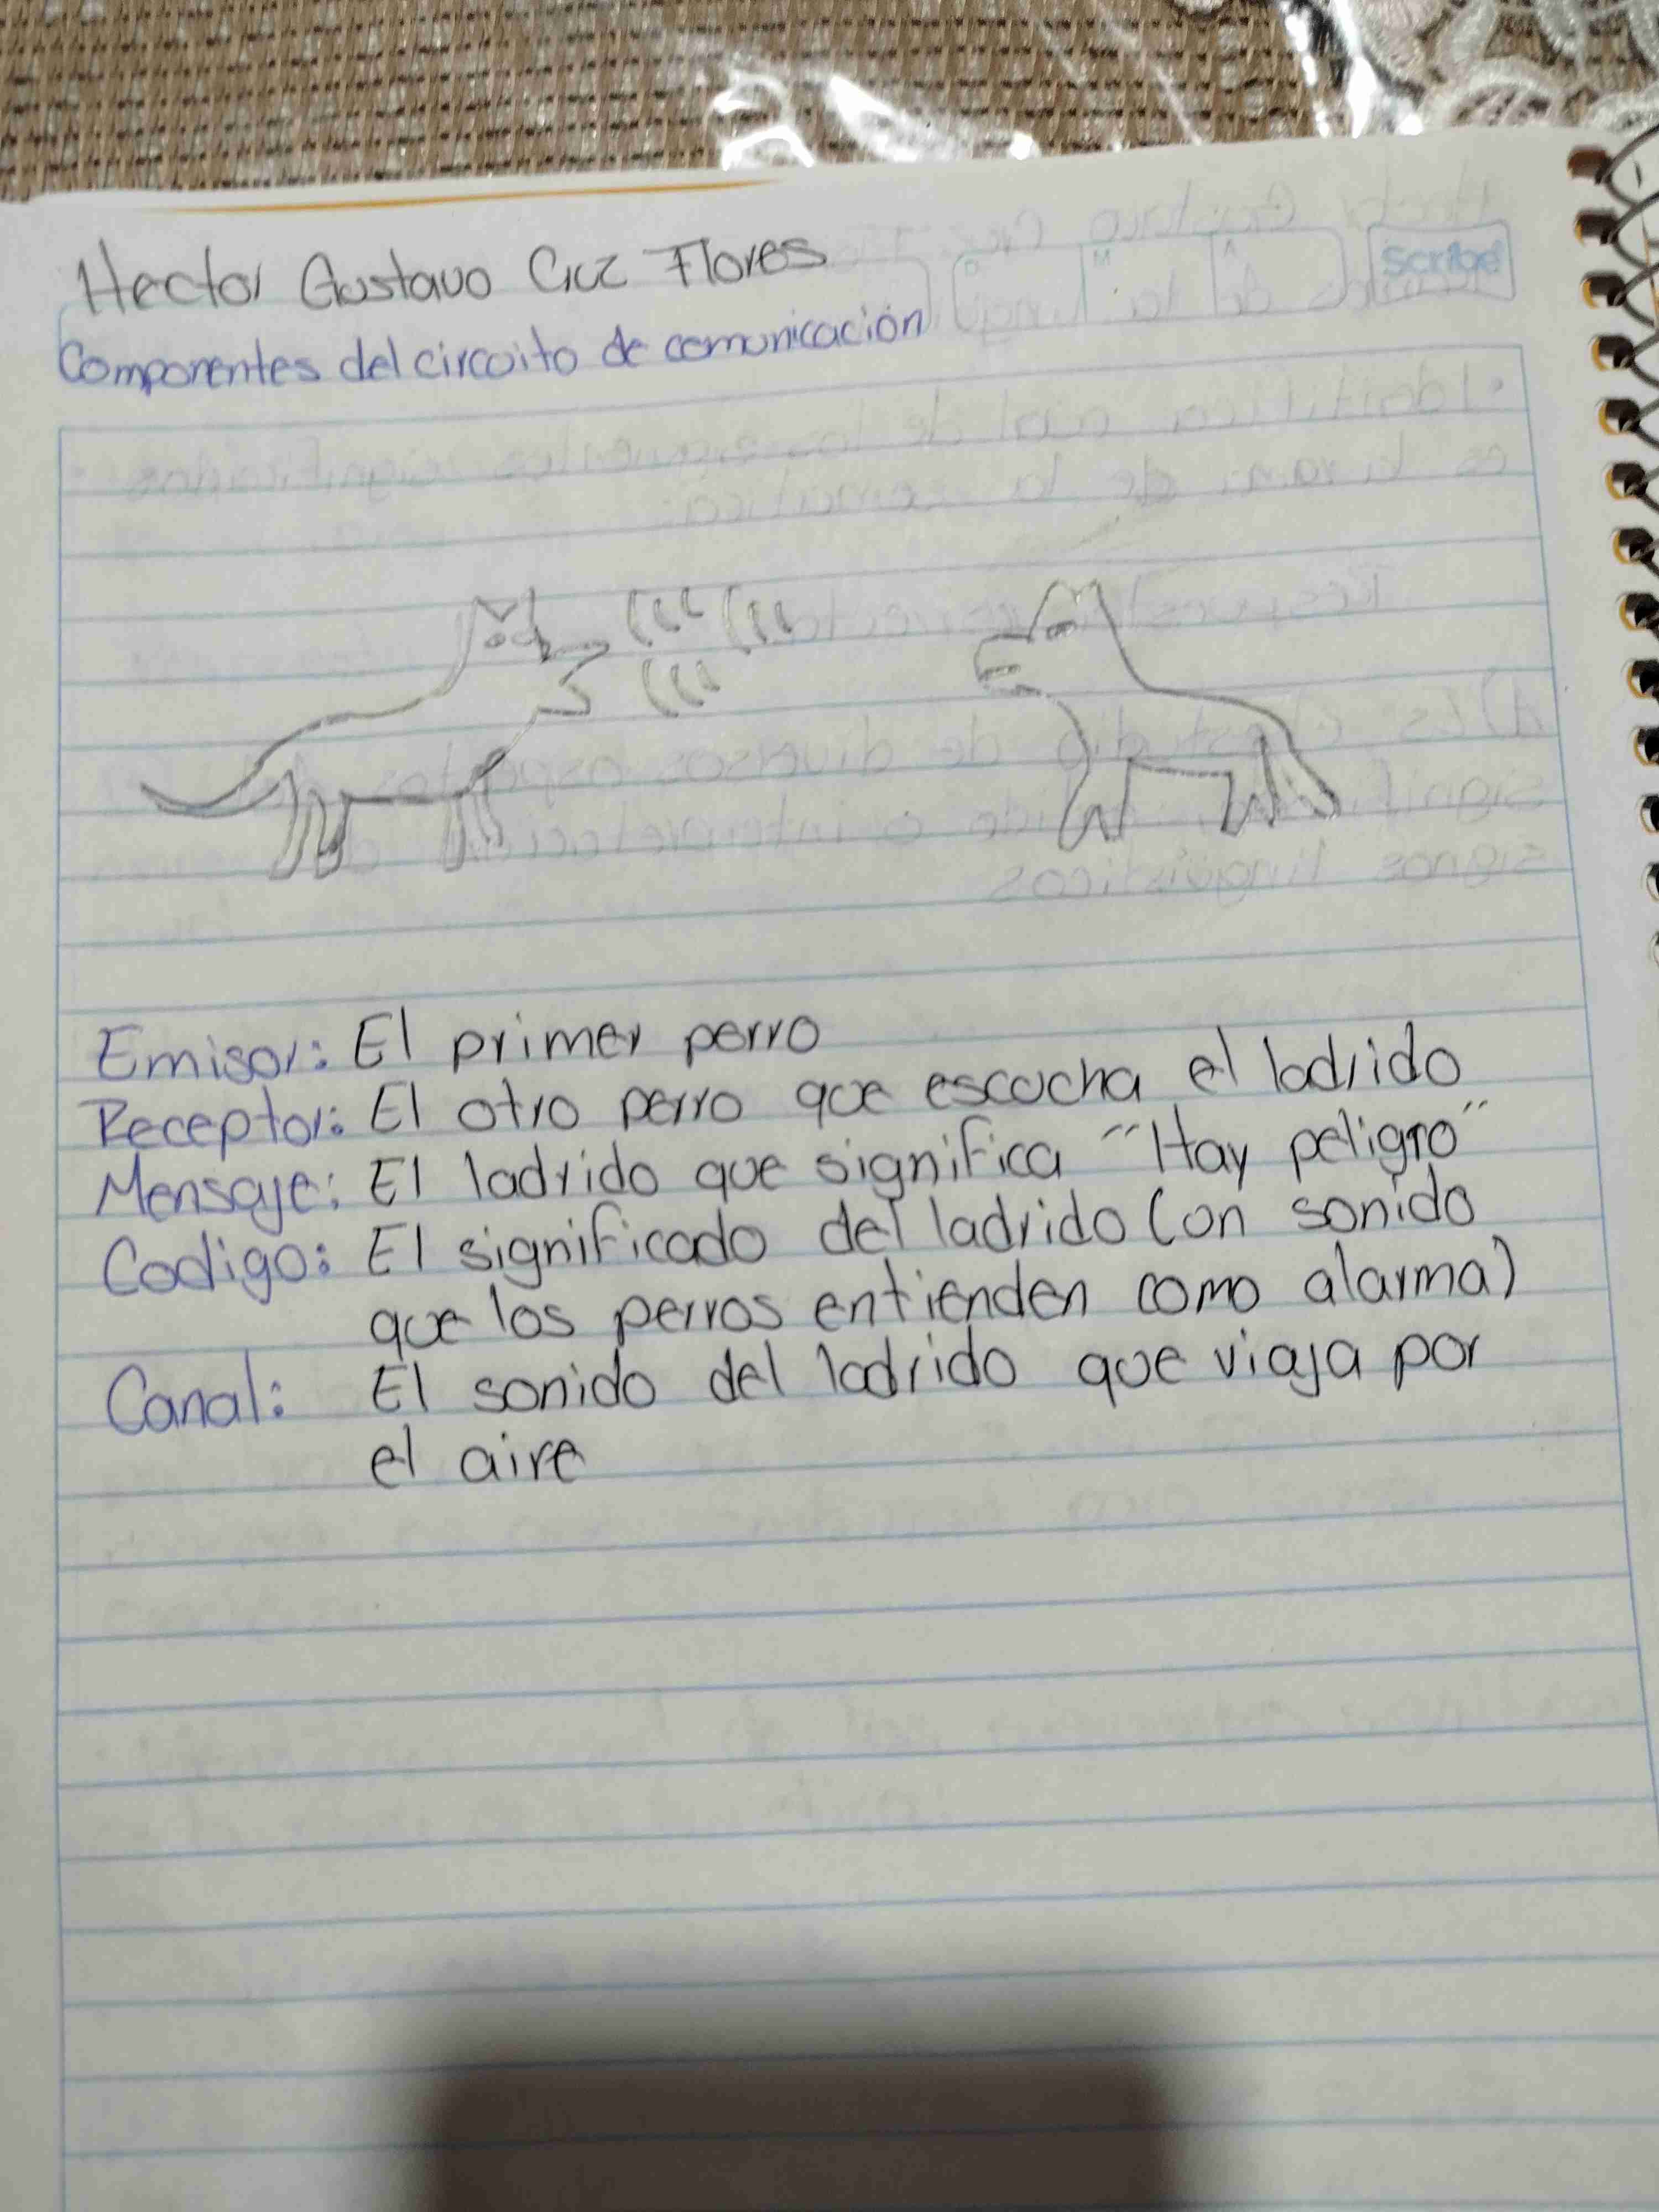 Hector Gustavo Cruz Flores
Scribe
Componentes del circuito de comunicación
Emisor: El primer perro
Receptor: El otro perro que escucha el ladrido
Mensaje: El ladrido que significa "Hay peligro"
Codigo: El significado del ladrido (un sonido
que los perros entienden como alarma)
Canal: El sonido del ladrido que viaja por
el aire